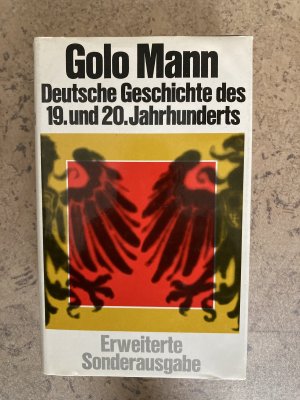 Golo Mann
Deutsche Geschichte des
19. und 20. Jahrhunderts
Erweiterte
Sonderausgabe